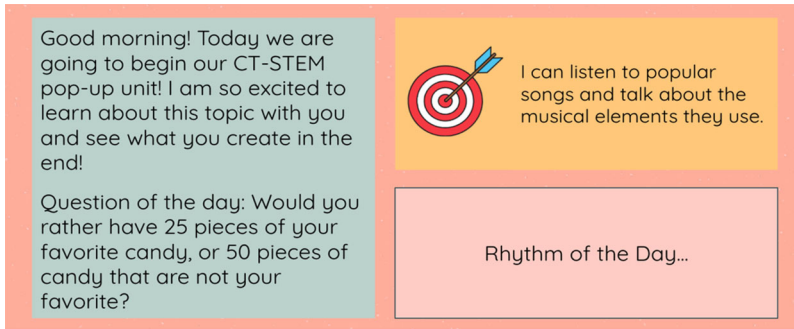 Good morning! Today we are
going to begin our CT-STEM
pop-up unit! I am so excited to
learn about this topic with you
and see what you create in the
end!
Question of the day: Would you
rather have 25 pieces of your
favorite candy, or 50 pieces of
candy that are not your
favorite?
I can listen to popular
songs and talk about the
musical elements they use.
Rhythm of the Day...